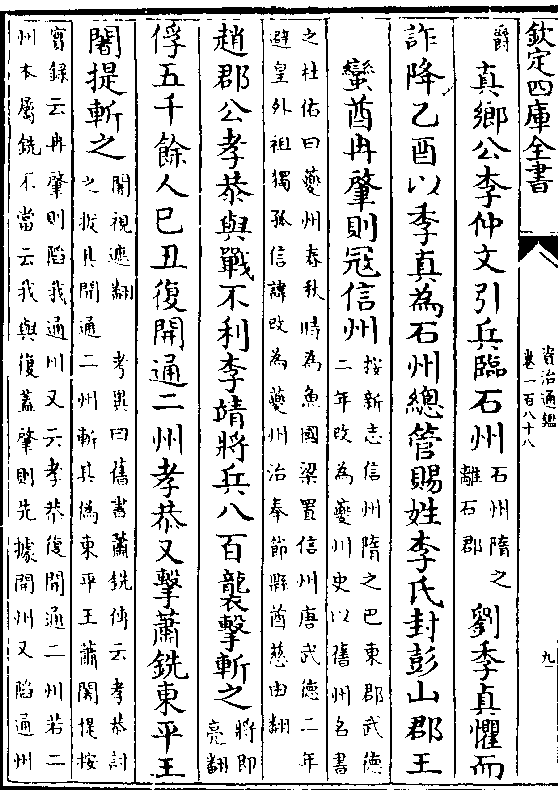 欽定四庫全書
資治通鑑
卷一百八十八
九
爵
真鄉公李仲文引兵臨石州
石州隋之
離石郡
劉季真懼而
詐降乙酉以季真為石州總管賜姓李氏封彭山郡王
蠻酋冉肇則冦信州
按新志信州隋之巴東郡武德
二年改為夔州史以舊州名書
之杜佑曰夔州春秋時為魚國梁置信州唐武德二年
避皇外祖獨孤信諱改為夔州治奉節縣酋慈由翻
趙郡公孝恭與戰不利李靖將兵八百襲擊斬之
將即
亮翻
俘五千餘人巳丑復開通二州孝恭又擊蕭銑東平王
闍提斬之
闍視遮翻 考異曰舊書蕭銑傳云孝恭討
之拔其開通二州斬其偽東平王蕭闍提按
實錄云冉肇則陷我通州又云孝恭復開通二州若二
州本屬銑不當云我與復蓋肇則先據開州又陷通州